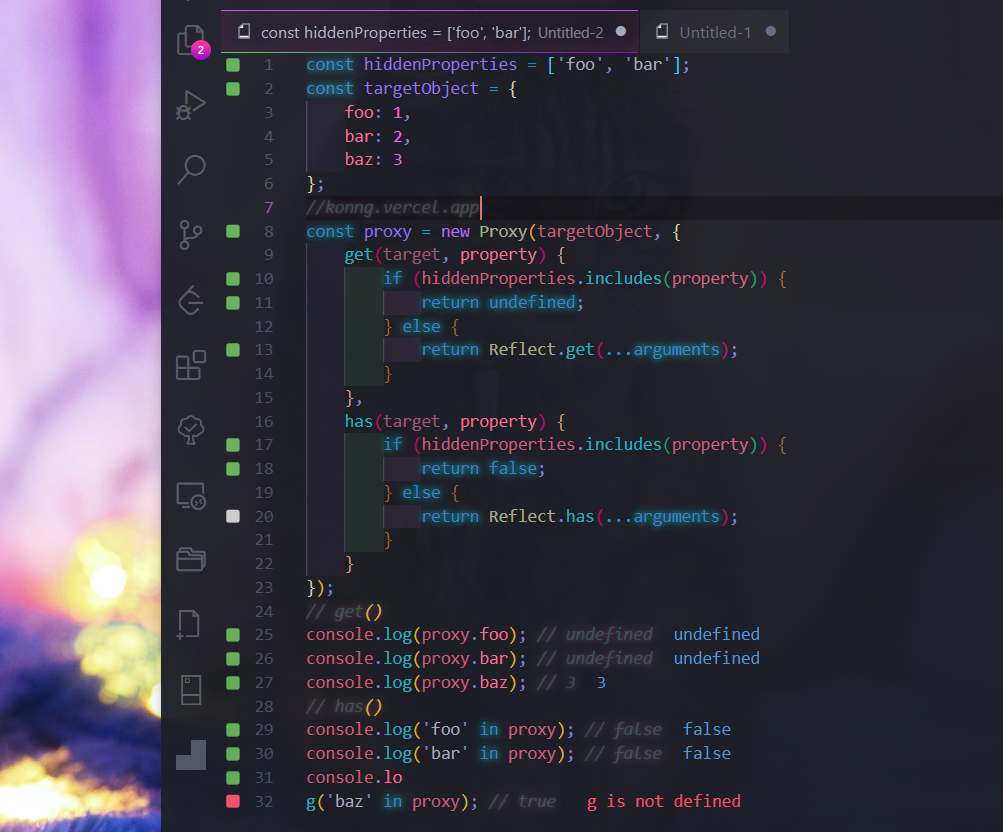 const hiddenProperties = ['foo', 'bar']; Untitled-2 Untitled-1
2
1 const hiddenProperties = ['foo', 'bar'];
2 const targetObject = {
3 foo: 1,
4 bar: 2,
5 baz: 3
6 };
7 //konng.vercel.app
8 const proxy = new Proxy(targetObject, {
9 get(target, property) {
10 if (hiddenProperties.includes(property)) {
11 return undefined;
12 } else {
13 return Reflect.get(...arguments);
14 }
15 },
16 has(target, property) {
17 if (hiddenProperties.includes(property)) {
18 return false;
19 } else {
20 return Reflect.has(...arguments);
21 }
22 }
23 });
24 // get()
25 console.log(proxy.foo); // undefined undefined
26 console.log(proxy.bar); // undefined undefined
27 console.log(proxy.baz); // 3 3
28 // has()
29 console.log('foo' in proxy); // false false
30 console.log('bar' in proxy); // false false
31 console.lo
32 g('baz' in proxy); // true g is not defined